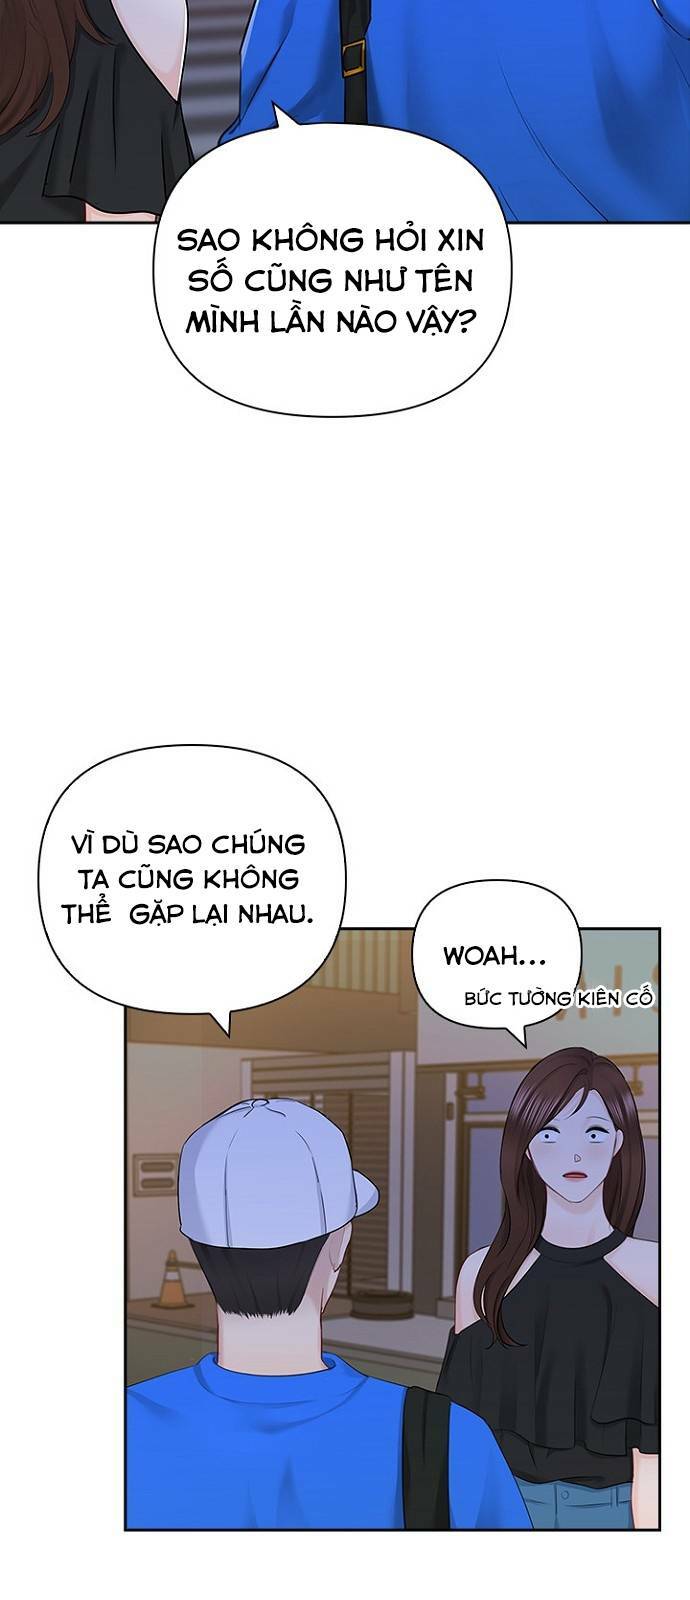 SAO KHÔNG HỎI XIN
SỐ CŨNG NHƯ TÊN
MÌNH LẦN NÀO VẬY?
VÌ DÙ SAO CHÚNG
TA CŨNG KHÔNG
THỂ GẶP LẠI NHAU.
WOAH...
BỨC TƯỜNG KIÊN CỐ